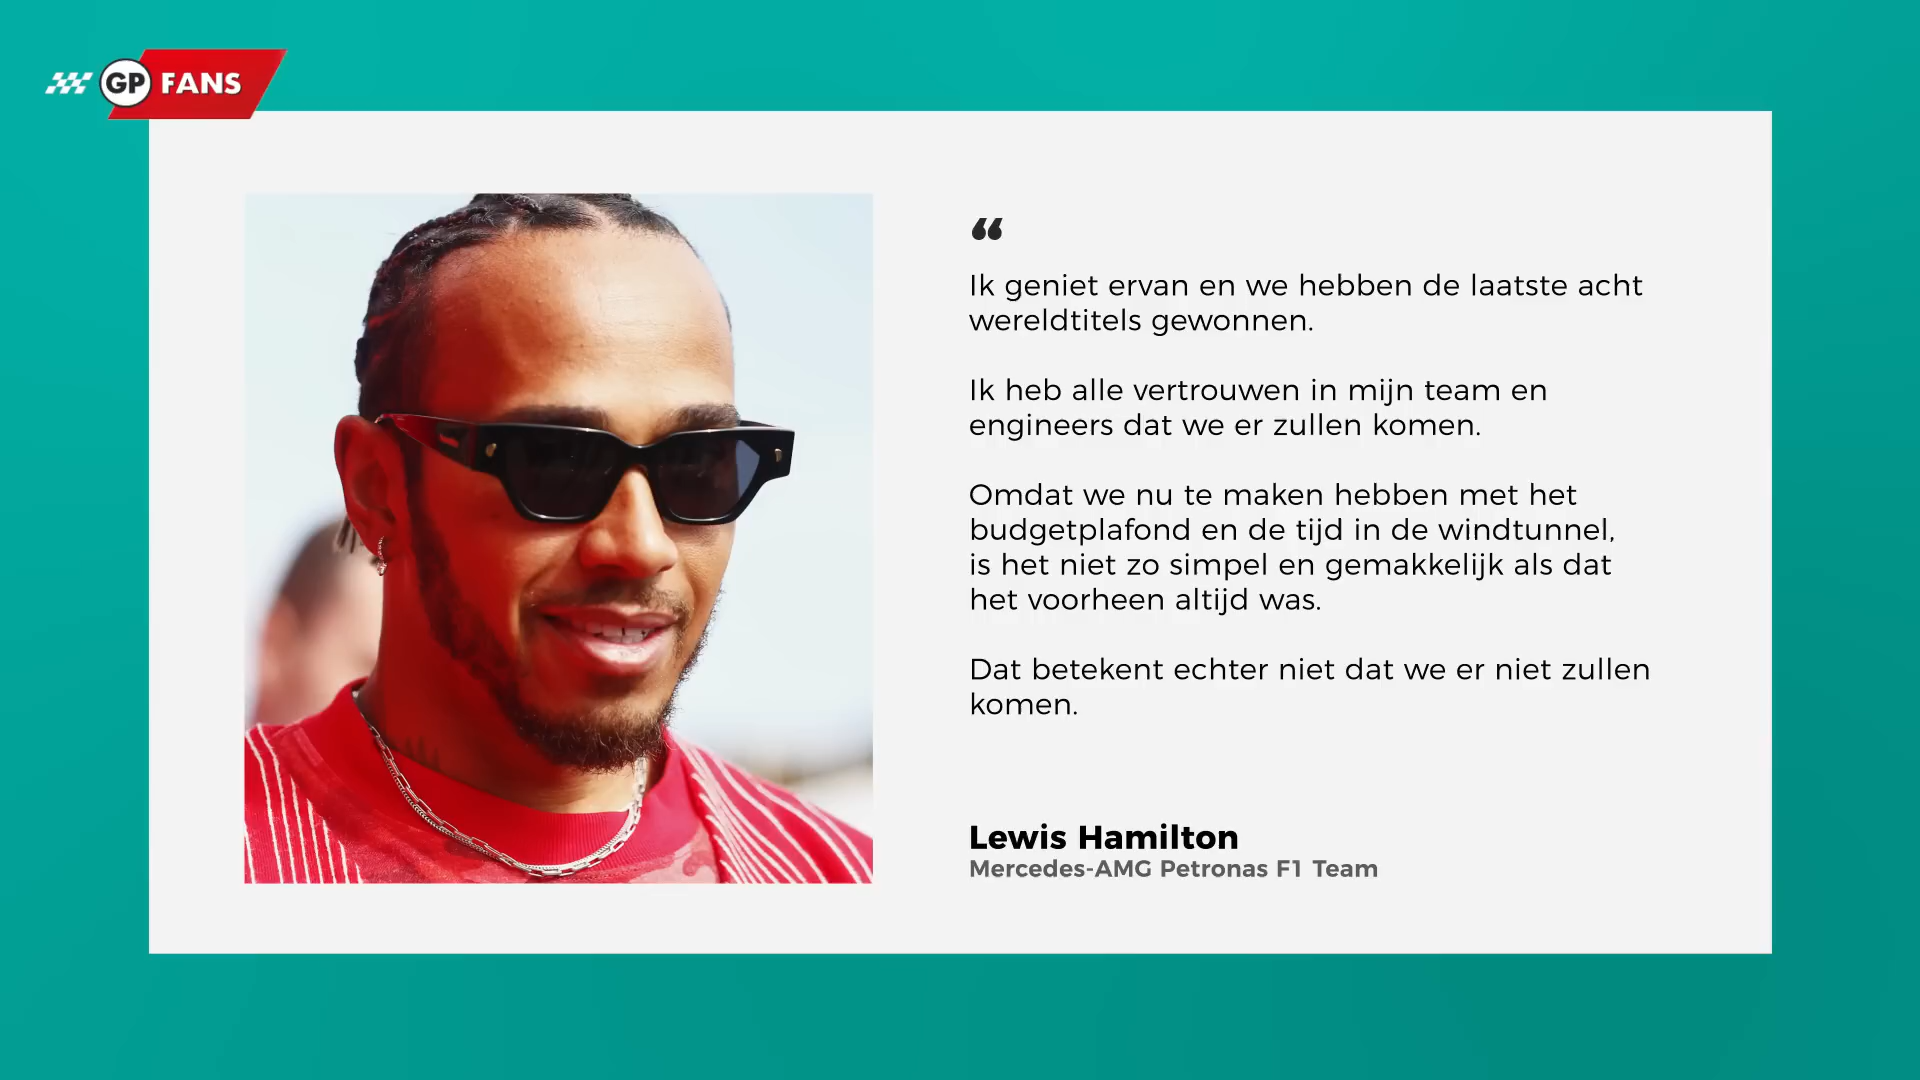 GP FANS
“
Ik geniet ervan en we hebben de laatste acht
wereldtitels gewonnen.
Ik heb alle vertrouwen in mijn team en
engineers dat we er zullen komen.
Omdat we nu te maken hebben met het
budgetplafond en de tijd in de windtunnel,
is het niet zo simpel en gemakkelijk als dat
het voorheen altijd was.
Dat betekent echter niet dat we er niet zullen
komen.
Lewis Hamilton
Mercedes-AMG Petronas F1 Team